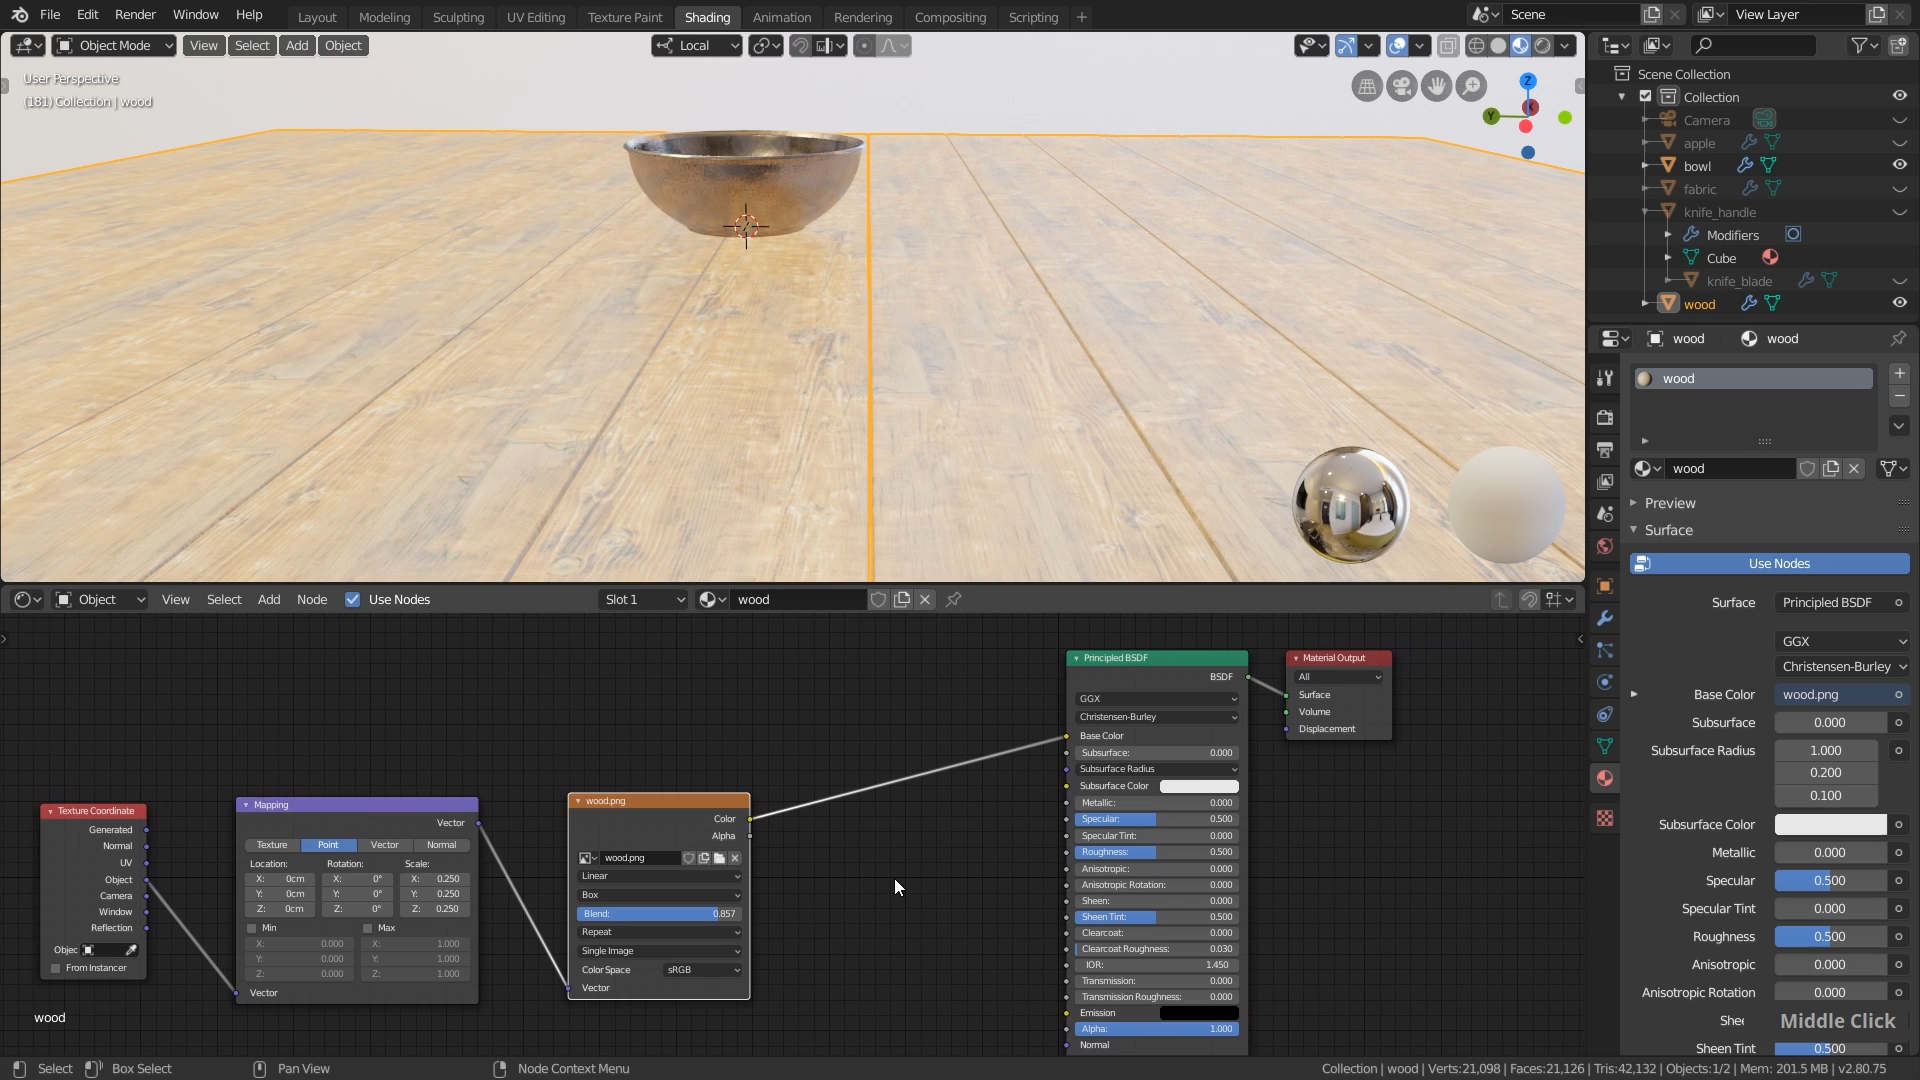 File Edit Render Window Help Layout Modeling Sculpting UV Editing Texture Paint Shading Animation Rendering Compositing Scripting + Scene View Layer
Object Mode View Select Add Object Local
User Perspective
(181) Collection | wood
Z
Y
X
Scene Collection
Collection
Camera
apple
bowl
fabric
knife_handle
Modifiers
Cube
knife_blade
wood
wood wood
wood
wood
Preview
Surface
Use Nodes
Surface Principled BSDF
GGX
Christensen-Burley
Base Color wood.png
Subsurface 0.000
Subsurface Radius 1.000
0.200
0.100
Subsurface Color
Metallic 0.000
Specular 0.500
Specular Tint 0.000
Roughness 0.500
Anisotropic 0.000
Anisotropic Rotation 0.000
Shee
Middle Click
Sheen Tint 0.500
Object View Select Add Node Use Nodes Slot 1 wood
Texture Coordinate
Generated
Normal
UV
Object
Camera
Window
Reflection
Objec
From Instancer
Mapping
Vector
Texture Point Vector Normal
Location: Rotation: Scale:
X: 0cm X: 0° X: 0.250
Y: 0cm Y: 0° Y: 0.250
Z: 0cm Z: 0° Z: 0.250
Min Max
X: 0.000 X: 1.000
Y: 0.000 Y: 1.000
Z: 0.000 Z: 1.000
Vector
wood.png
Color
Alpha
wood.png
Linear
Box
Blend: 0.857
Repeat
Single Image
Color Space sRGB
Vector
Principled BSDF
BSDF
GGX
Christensen-Burley
Base Color
Subsurface: 0.000
Subsurface Radius
Subsurface Color
Metallic: 0.000
Specular: 0.500
Specular Tint: 0.000
Roughness: 0.500
Anisotropic: 0.000
Anisotropic Rotation: 0.000
Sheen: 0.000
Sheen Tint: 0.500
Clearcoat: 0.000
Clearcoat Roughness: 0.030
IOR: 1.450
Transmission: 0.000
Transmission Roughness: 0.000
Emission
Alpha: 1.000
Normal
Material Output
All
Surface
Volume
Displacement
wood
Select Box Select Pan View Node Context Menu Collection | wood | Verts:21,098 | Faces:21,126 | Tris:42,132 | Objects:1/2 | Mem: 201.5 MB | v2.80.75